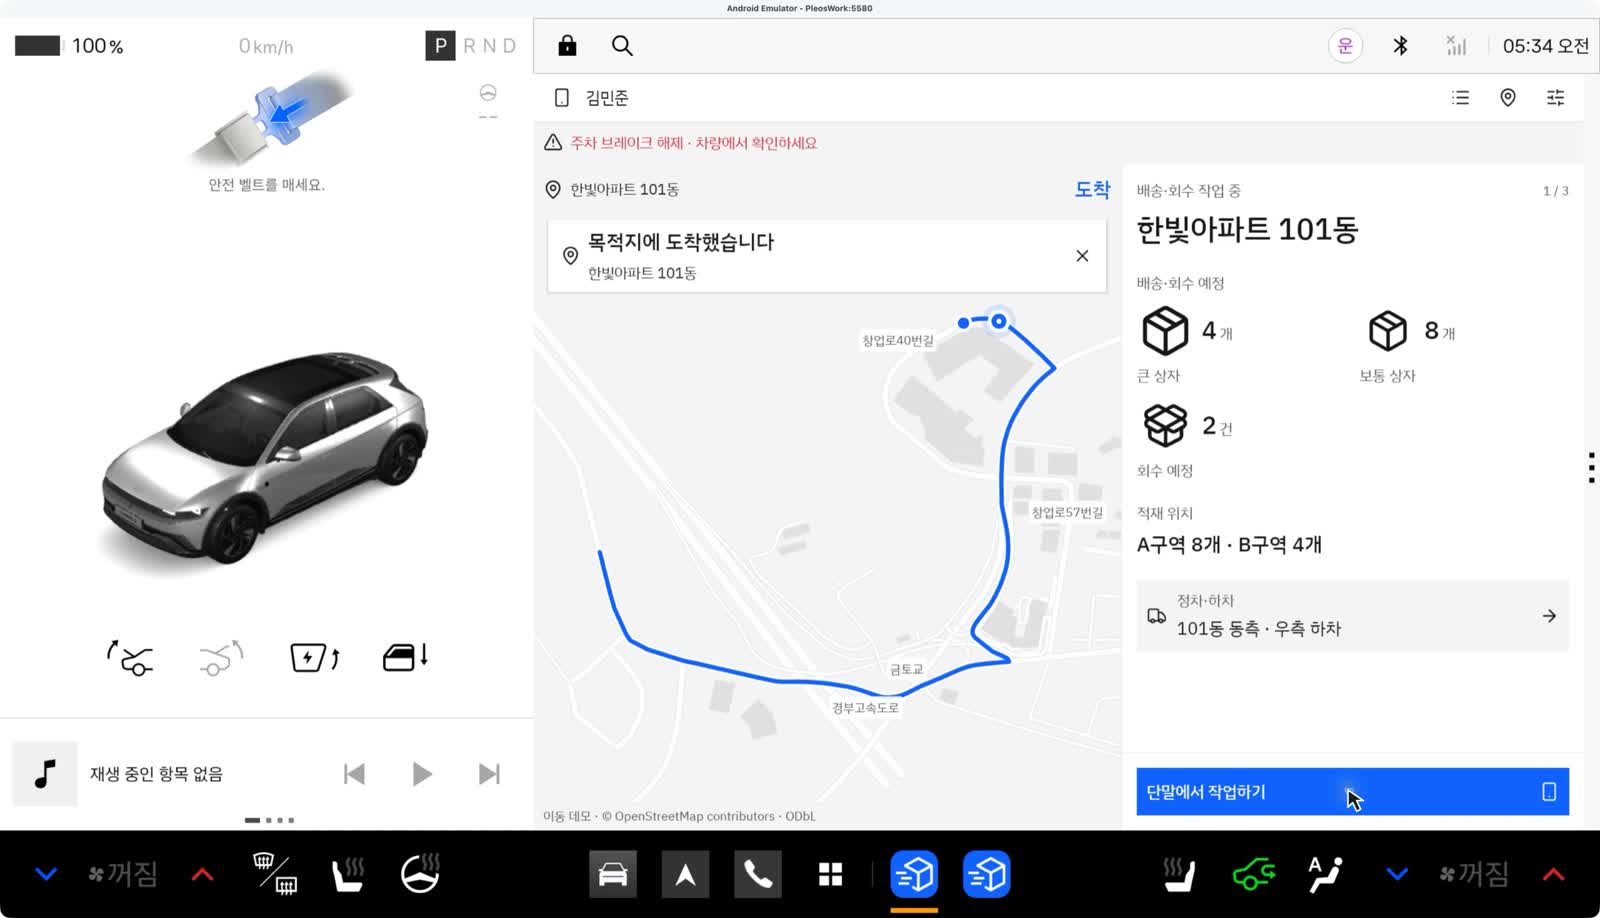 Android Emulator - PleosWork:5580
100 %
0 km/h
P R N D
운
05:34 오전
안전 벨트를 매세요.
김민준
주차 브레이크 해제 · 차량에서 확인하세요
한빛아파트 101동
도착
목적지에 도착했습니다
한빛아파트 101동
창업로40번길
창업로57번길
금토교
경부고속도로
이동 데모 · © OpenStreetMap contributors · ODbL
배송·회수 작업 중
1 / 3
한빛아파트 101동
배송·회수 예정
4 개
큰 상자
8 개
보통 상자
2 건
회수 예정
적재 위치
A구역 8개 · B구역 4개
정차·하차
101동 동측 · 우측 하차
단말에서 작업하기
재생 중인 항목 없음
꺼짐
A
꺼짐